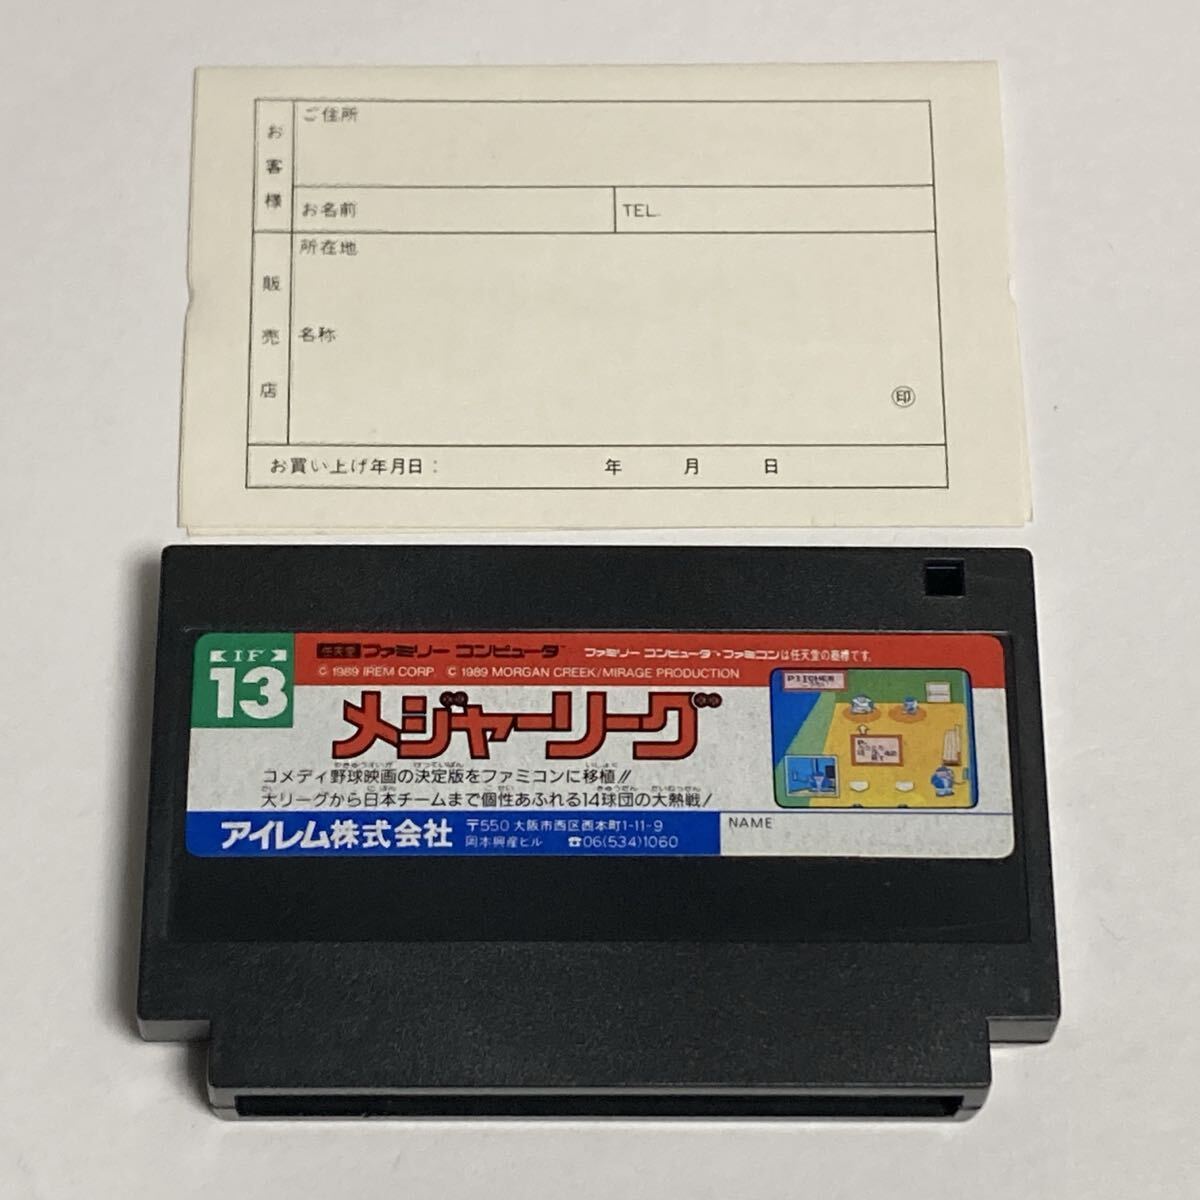 お客様
ご住所
お名前
TEL.
販売店
所在地
名称
印
お買い上げ年月日： 年 月 日
IF
13
任天堂 ファミリー コンピュータ
ファミリー コンピュータ・ファミコンは任天堂の商標です。
© 1989 IREM CORP. © 1989 MORGAN CREEK/MIRAGE PRODUCTION
メジャーリーグ
コメディ野球映画の決定版をファミコンに移植!!
大リーグから日本チームまで個性あふれる14球団の大熱戦!
アイレム株式会社
〒550 大阪市西区西本町1-11-9
岡本興産ビル ☎06(534)1060
NAME
PITCHER